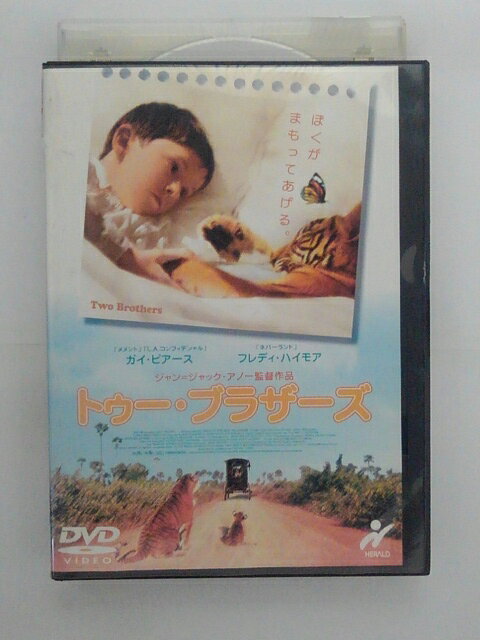 ぼくが
まもってあげる。
Two Brothers
「メメント」「L.A.コンフィデンシャル」
ガイ・ピアース
「ネバーランド」
フレディ・ハイモア
ジャン=ジャック・アノー監督作品
トゥー・ブラザーズ
DVD
VIDEO
HERALD